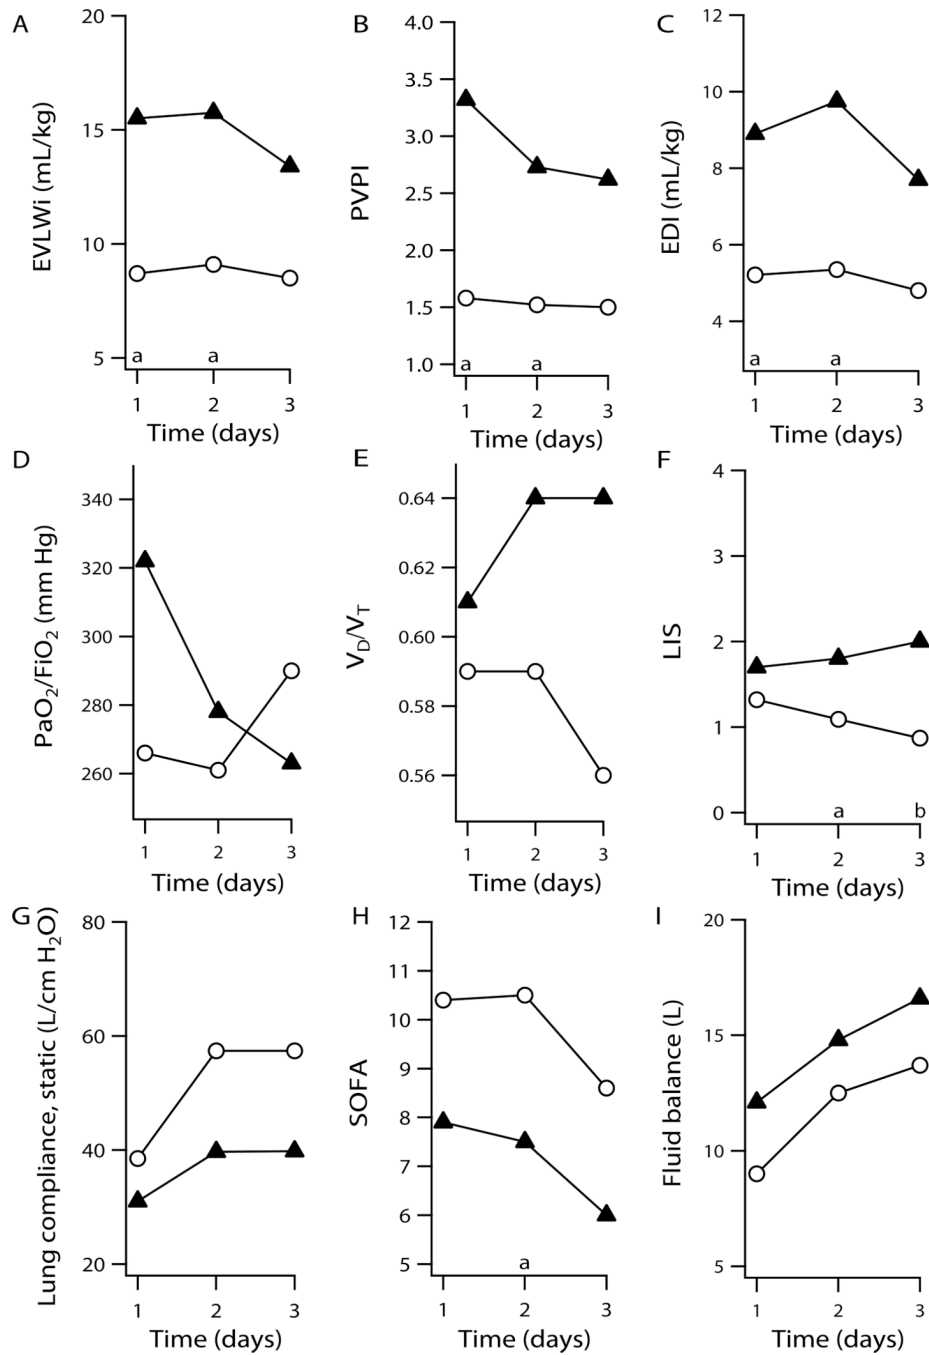 A
EVLWi (mL/kg)
20
15
10
5
a a
1 2 3
Time (days)
B
PVPI
4.0
3.5
3.0
2.5
2.0
1.5
1.0
a a
1 2 3
Time (days)
C
EDI (mL/kg)
12
10
8
6
4
a a
1 2 3
Time (days)
D
PaO₂/FiO₂ (mm Hg)
340
320
300
280
260
1 2 3
Time (days)
E
V_D/V_T
0.64
0.62
0.60
0.58
0.56
1 2 3
Time (days)
F
LIS
4
3
2
1
0
a b
1 2 3
Time (days)
G
Lung compliance, static (L/cm H₂O)
80
60
40
20
1 2 3
Time (days)
H
SOFA
12
11
10
9
8
7
6
5
a
1 2 3
Time (days)
I
Fluid balance (L)
20
15
10
5
1 2 3
Time (days)